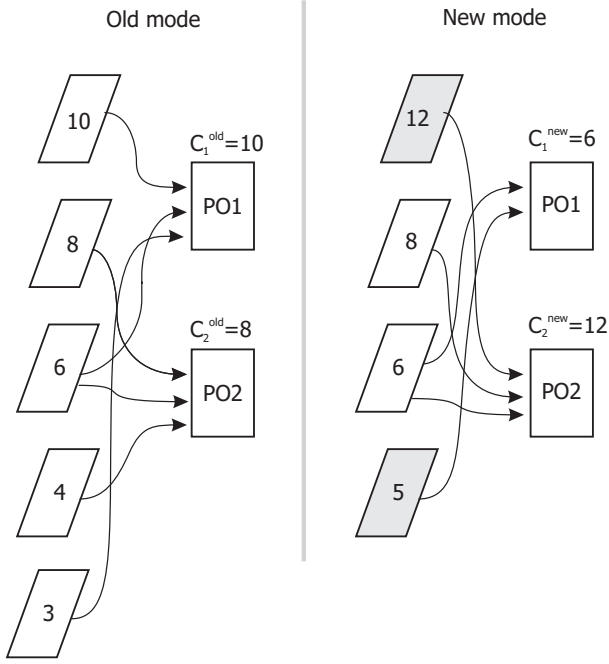 Old mode
New mode
10
C₁ᵒˡᵈ=10
PO1
8
C₂ᵒˡᵈ=8
6
PO2
4
3
12
C₁ⁿᵉʷ=6
PO1
8
C₂ⁿᵉʷ=12
6
PO2
5